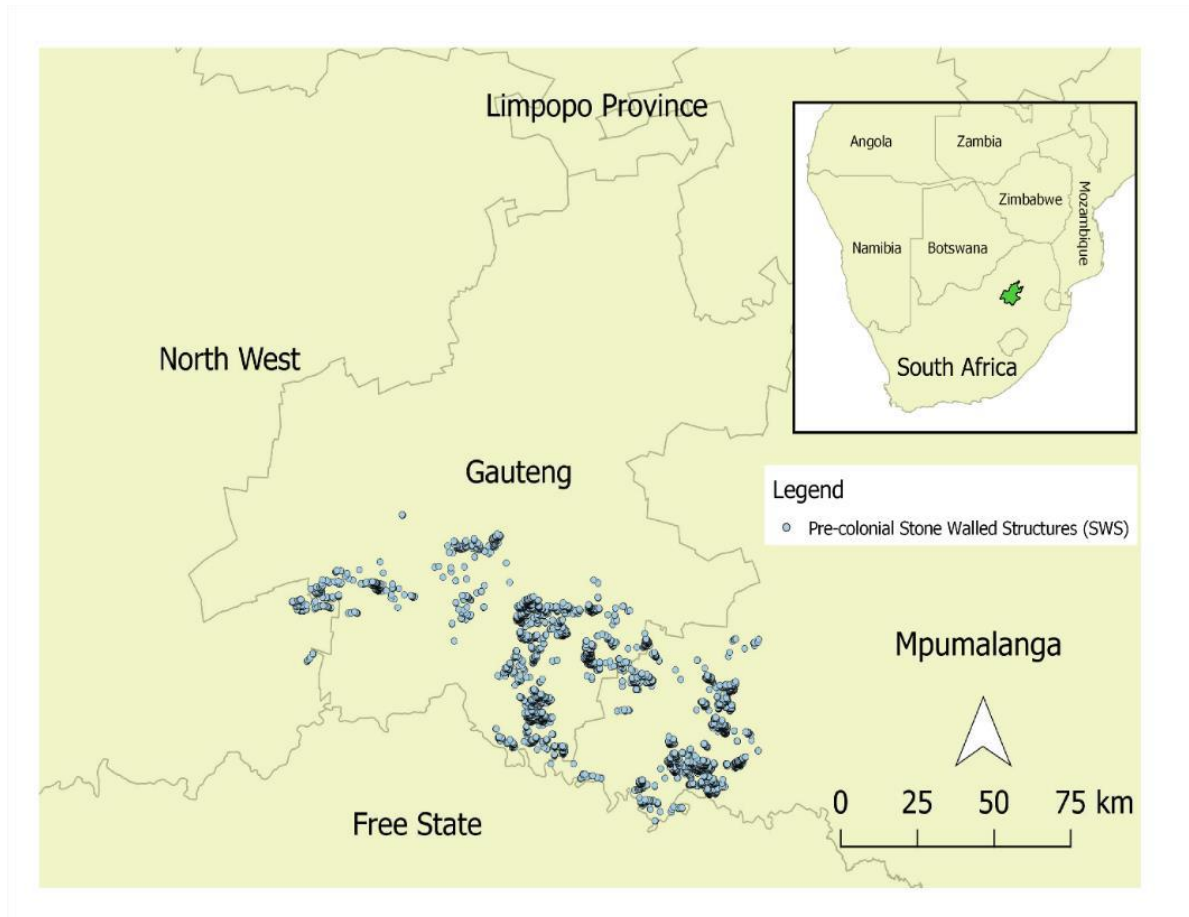 Limpopo Province
Angola
Zambia
Zimbabwe
Mozambique
Namibia
Botswana
South Africa
North West
Gauteng
Legend
Pre-colonial Stone Walled Structures (SWS)
Mpumalanga
Free State
0 25 50 75 km